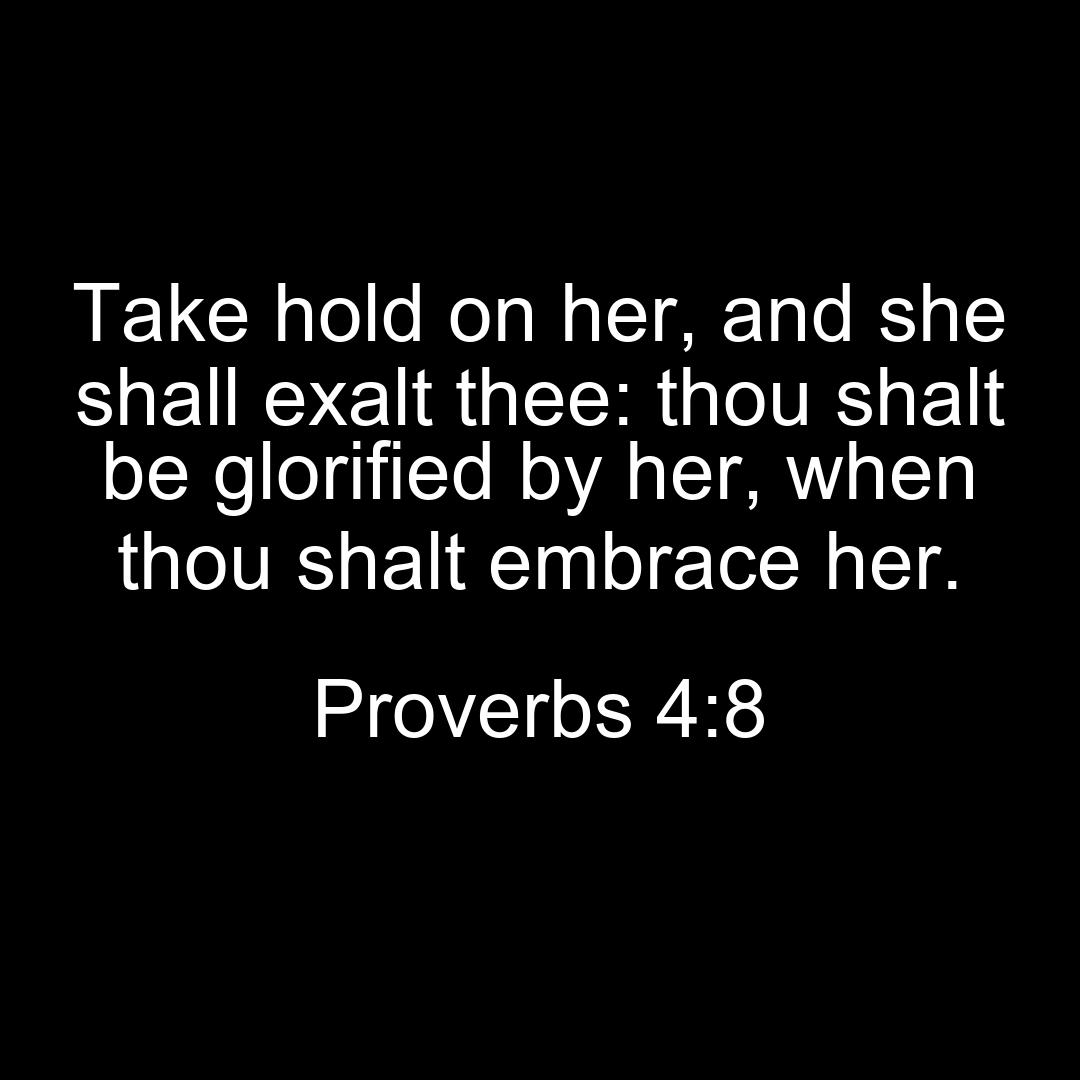 Take hold on her, and she
shall exalt thee: thou shalt
be glorified by her, when
thou shalt embrace her.
Proverbs 4:8